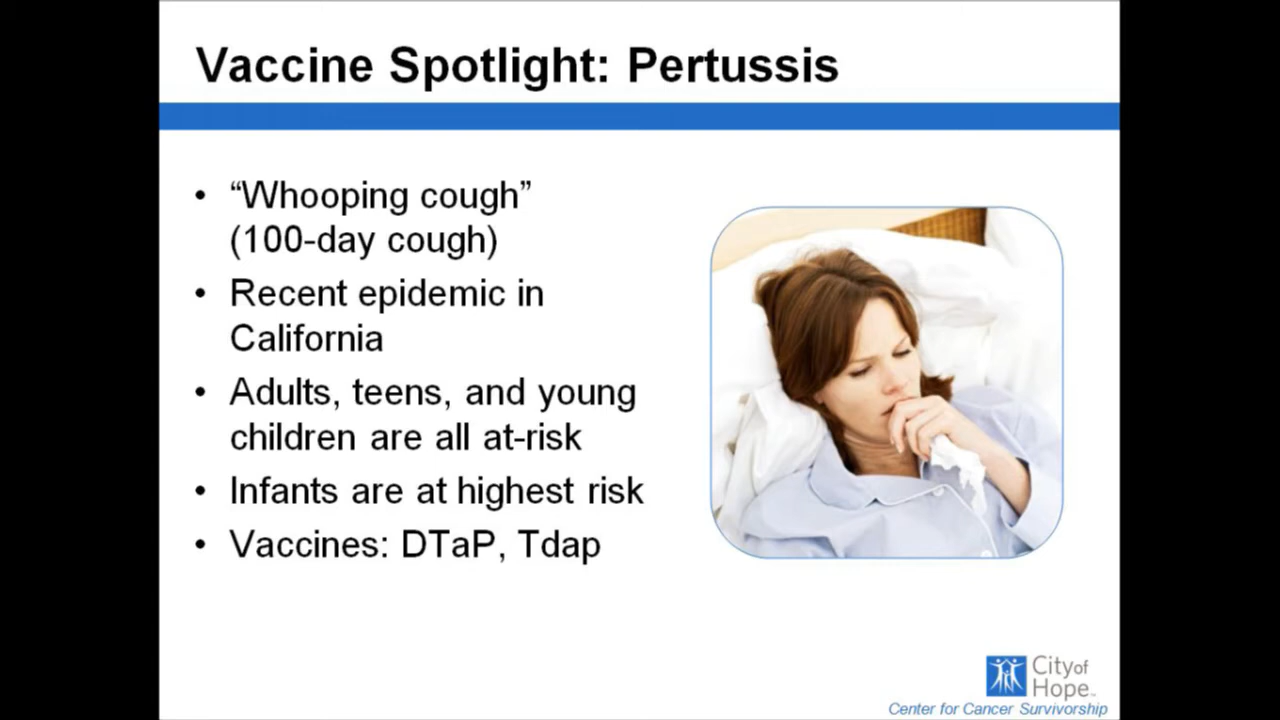 Vaccine Spotlight: Pertussis
• “Whooping cough”
(100-day cough)
• Recent epidemic in
California
• Adults, teens, and young
children are all at-risk
• Infants are at highest risk
• Vaccines: DTaP, Tdap
City of
Hope™
Center for Cancer Survivorship